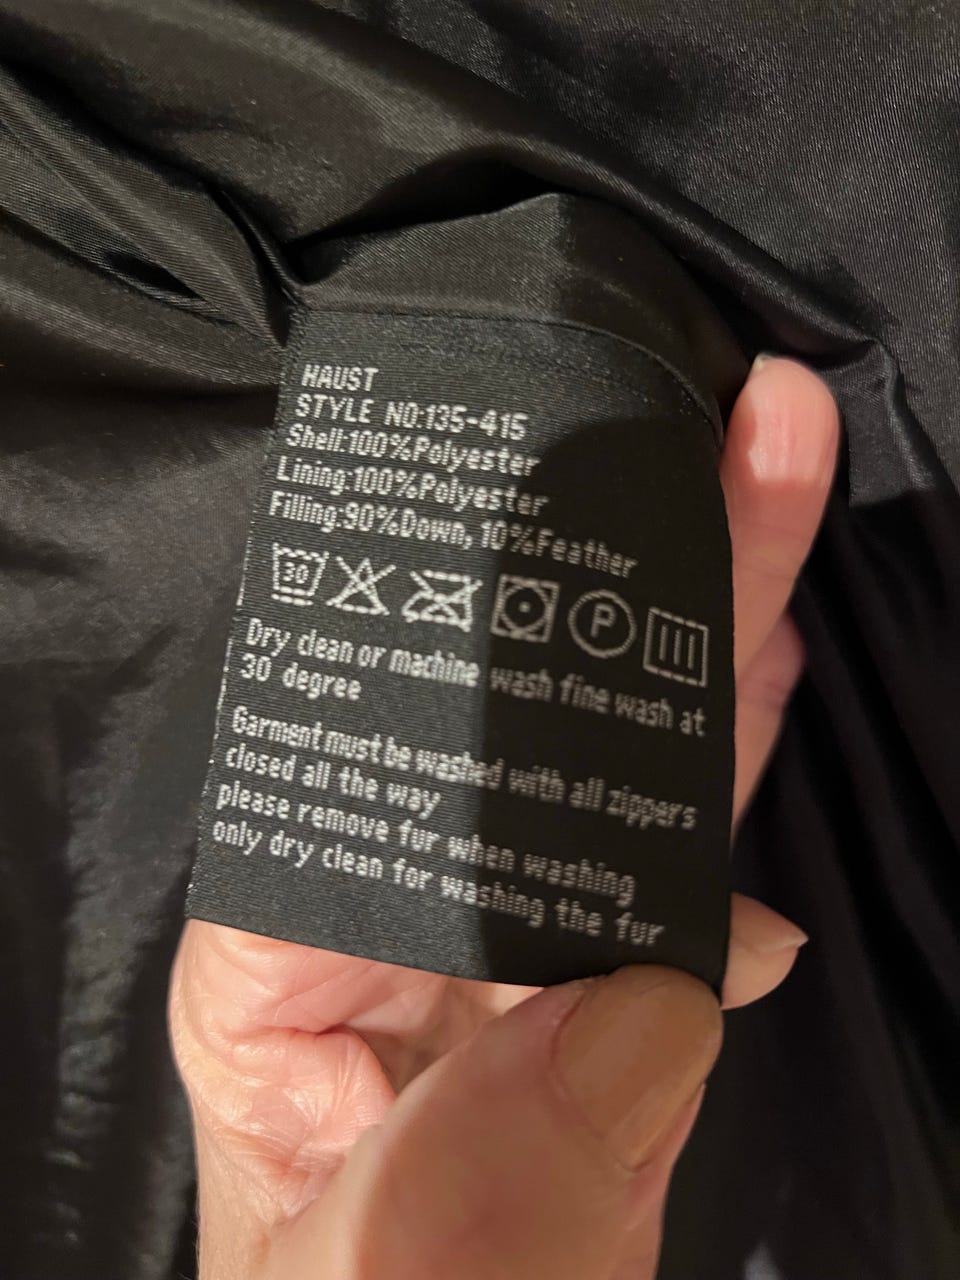 HAUST
STYLE NO:135-415
Shell:100%Polyester
Lining:100%Polyester
Filling:90%Down, 10%Feather
30 P
Dry clean or machine wash fine wash at
30 degree
Garment must be washed with all zippers
closed all the way
please remove fur when washing
only dry clean for washing the fur